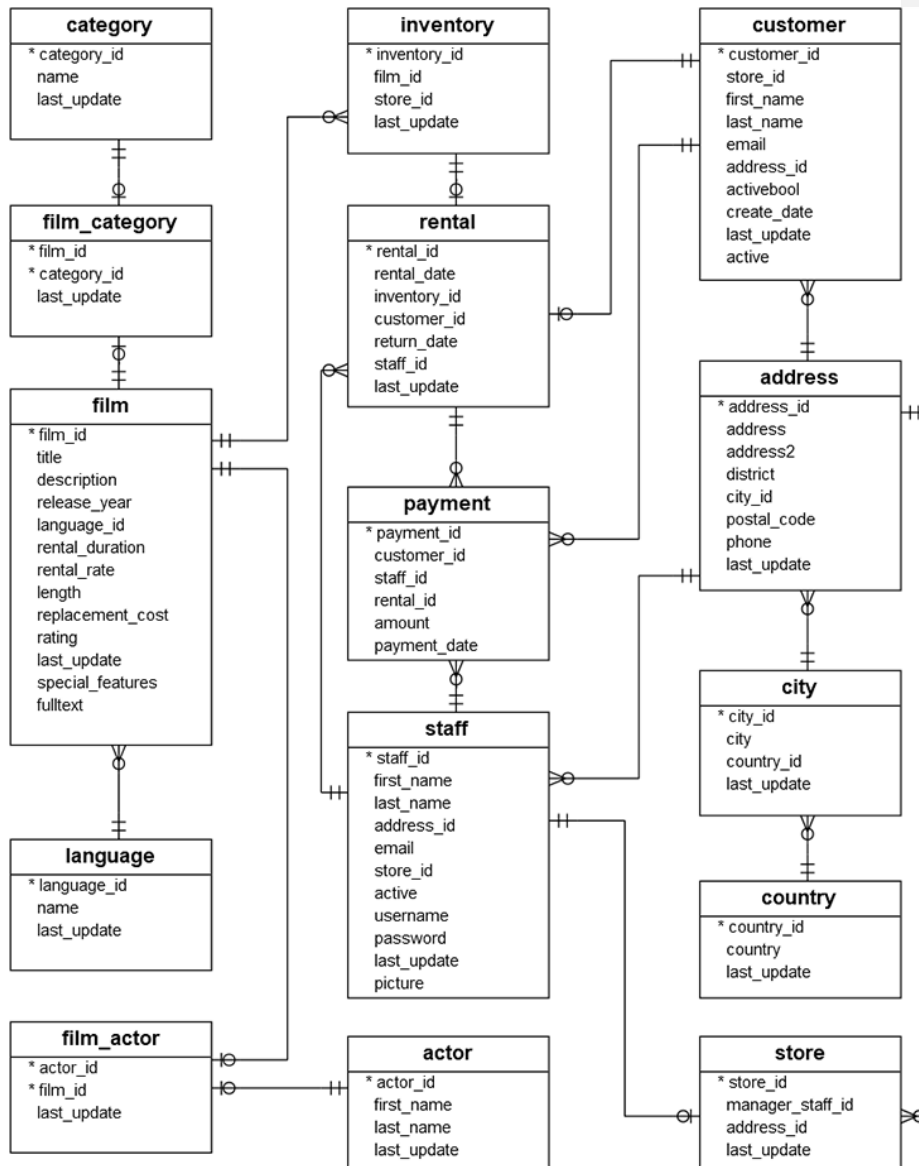 category
* category_id
name
last_update
film_category
* film_id
* category_id
last_update
film
* film_id
title
description
release_year
language_id
rental_duration
rental_rate
length
replacement_cost
rating
last_update
special_features
fulltext
language
* language_id
name
last_update
film_actor
* actor_id
* film_id
last_update
inventory
* inventory_id
film_id
store_id
last_update
rental
* rental_id
rental_date
inventory_id
customer_id
return_date
staff_id
last_update
payment
* payment_id
customer_id
staff_id
rental_id
amount
payment_date
staff
* staff_id
first_name
last_name
address_id
email
store_id
active
username
password
last_update
picture
actor
* actor_id
first_name
last_name
last_update
customer
* customer_id
store_id
first_name
last_name
email
address_id
activebool
create_date
last_update
active
address
* address_id
address
address2
district
city_id
postal_code
phone
last_update
city
* city_id
city
country_id
last_update
country
* country_id
country
last_update
store
* store_id
manager_staff_id
address_id
last_update